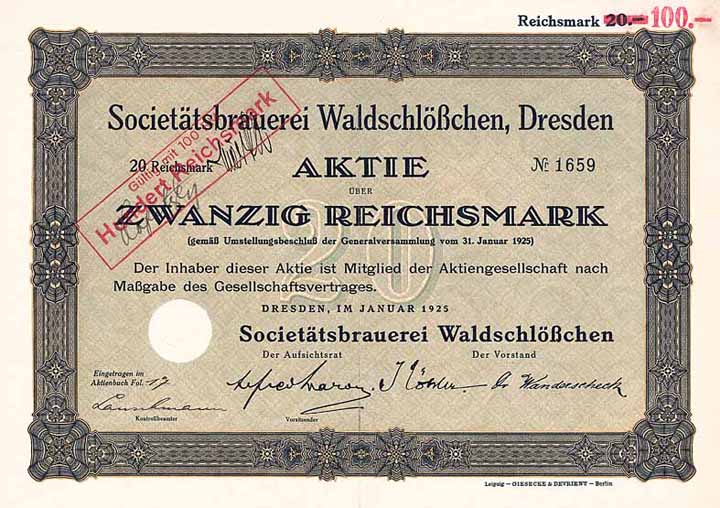 Reichsmark 20.— 100.—
Societätsbrauerei Waldschlößchen, Dresden
20 Reichsmark
AKTIE
№ 1659
ÜBER
ZWANZIG REICHSMARK
(gemäß Umstellungsbeschluß der Generalversammlung vom 31. Januar 1925)
Gültig mit 100
Hundert Reichsmark
20
Der Inhaber dieser Aktie ist Mitglied der Aktiengesellschaft nach
Maßgabe des Gesellschaftsvertrages.
DRESDEN, IM JANUAR 1925
Societätsbrauerei Waldschlößchen
Der Aufsichtsrat
Der Vorstand
Eingetragen im
Aktienbuch Fol. 17
Kontrollbeamter
Vorsitzender
Leipzig — GIESECKE & DEVRIENT — Berlin